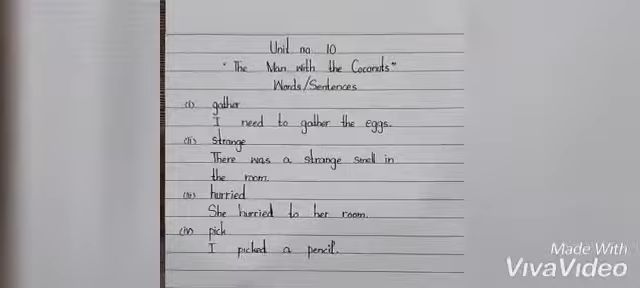 Unit no 10
"The Man with the Coconuts"
Words/Sentences
(i) gather
I need to gather the eggs.
(ii) strange
There was a strange smell in
the room.
(iii) hurried
She hurried to her room.
(iv) pick
I picked a pencil.
Made With
VivaVideo